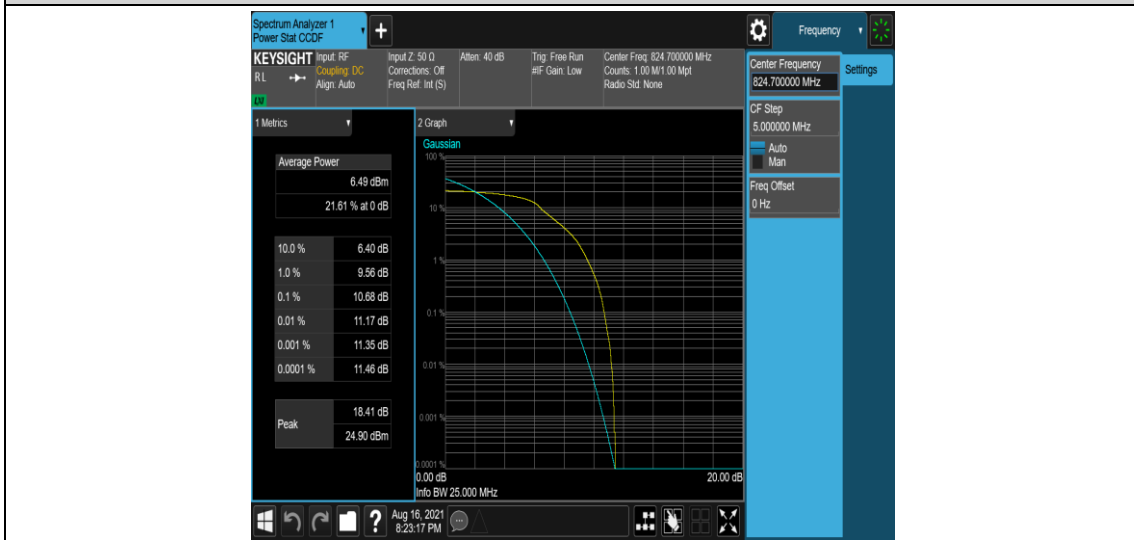 Spectrum Analyzer 1
Power Stat CCDF
+
Frequency
KEYSIGHT
RL
Input: RF
Coupling: DC
Align: Auto
Input Z: 50 Ω
Corrections: Off
Freq Ref: Int (S)
Atten: 40 dB
Trig: Free Run
#IF Gain: Low
Center Freq: 824.700000 MHz
Counts: 1.00 M/1.00 Mpt
Radio Std: None
LXI
Center Frequency
824.700000 MHz
Settings
CF Step
5.000000 MHz
Auto
Man
Freq Offset
0 Hz
1 Metrics
Average Power
6.49 dBm
21.61 % at 0 dB
10.0 % 6.40 dB
1.0 % 9.56 dB
0.1 % 10.68 dB
0.01 % 11.17 dB
0.001 % 11.35 dB
0.0001 % 11.46 dB
Peak
18.41 dB
24.90 dBm
2 Graph
Gaussian
100 %
10 %
1 %
0.1 %
0.01 %
0.001 %
0.0001 %
0.00 dB 20.00 dB
Info BW 25.000 MHz
?
Aug 16, 2021
8:23:17 PM